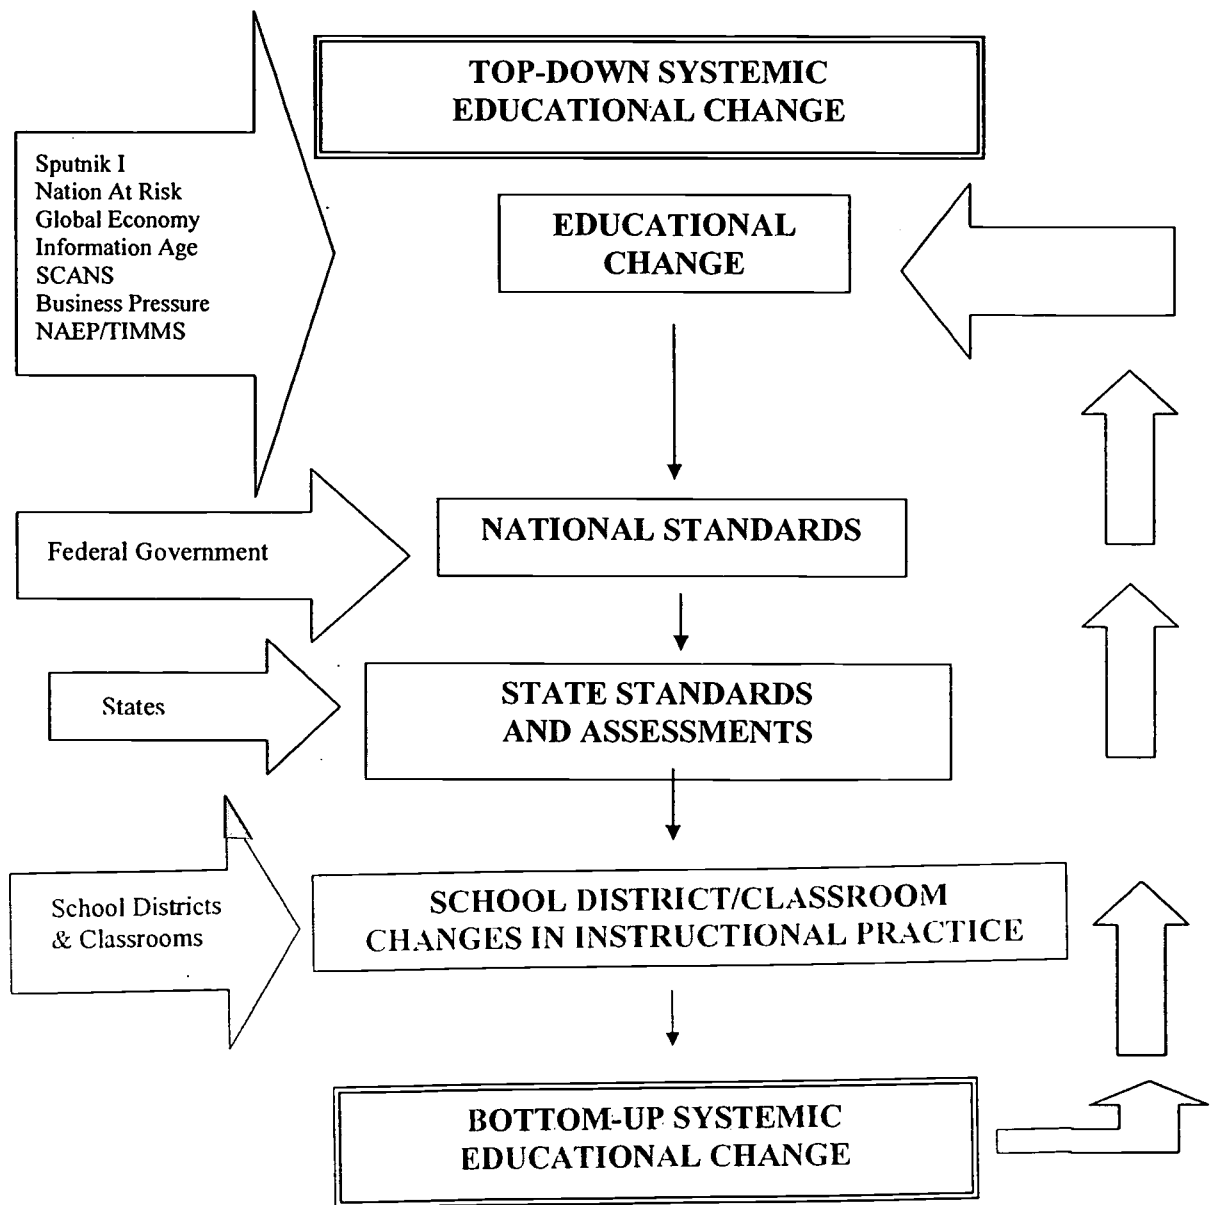 TOP-DOWN SYSTEMIC
EDUCATIONAL CHANGE
Sputnik I
Nation At Risk
Global Economy
Information Age
SCANS
Business Pressure
NAEP/TIMMS
EDUCATIONAL
CHANGE
Federal Government
NATIONAL STANDARDS
States
STATE STANDARDS
AND ASSESSMENTS
School Districts
& Classrooms
SCHOOL DISTRICT/CLASSROOM
CHANGES IN INSTRUCTIONAL PRACTICE
BOTTOM-UP SYSTEMIC
EDUCATIONAL CHANGE